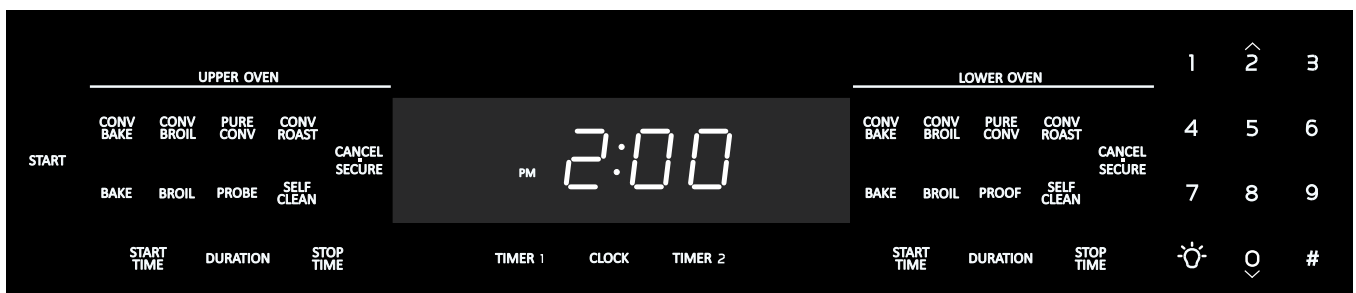 UPPER OVEN
CONV BAKE
CONV BROIL
PURE CONV
CONV ROAST
START
CANCEL
SECURE
BAKE
BROIL
PROBE
SELF CLEAN
START TIME
DURATION
STOP TIME
PM 2:00
TIMER 1
CLOCK
TIMER 2
LOWER OVEN
CONV BAKE
CONV BROIL
PURE CONV
CONV ROAST
CANCEL
SECURE
BAKE
BROIL
PROOF
SELF CLEAN
START TIME
DURATION
STOP TIME
1 2 3
4 5 6
7 8 9
0 #